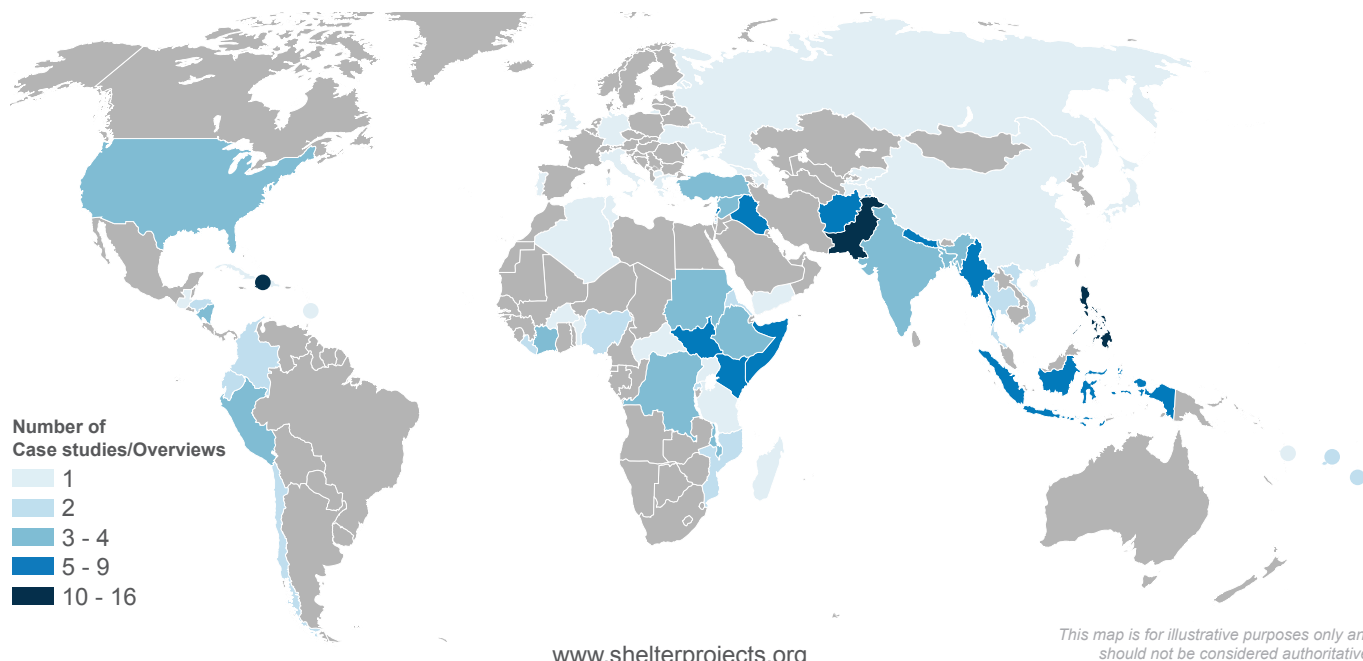 Number of
Case studies/Overviews
1
2
3 - 4
5 - 9
10 - 16
www.shelterprojects.org
This map is for illustrative purposes only an
should not be considered authoritative